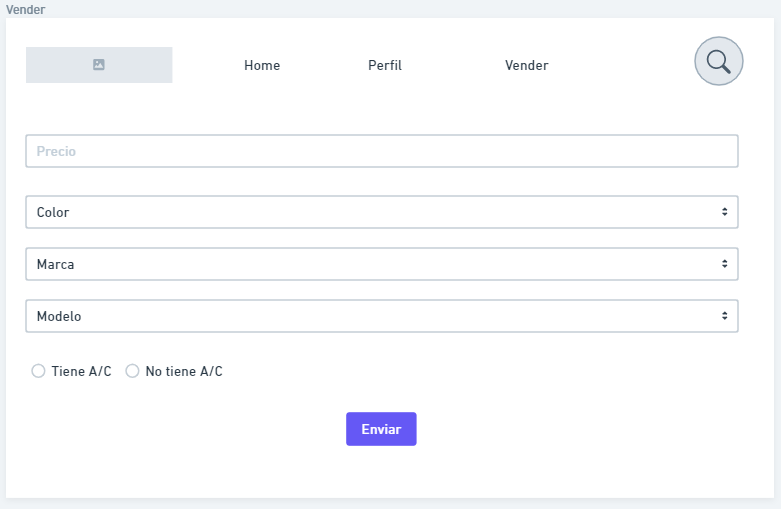 Vender
Home Perfil Vender
Precio
Color
Marca
Modelo
Tiene A/C No tiene A/C
Enviar